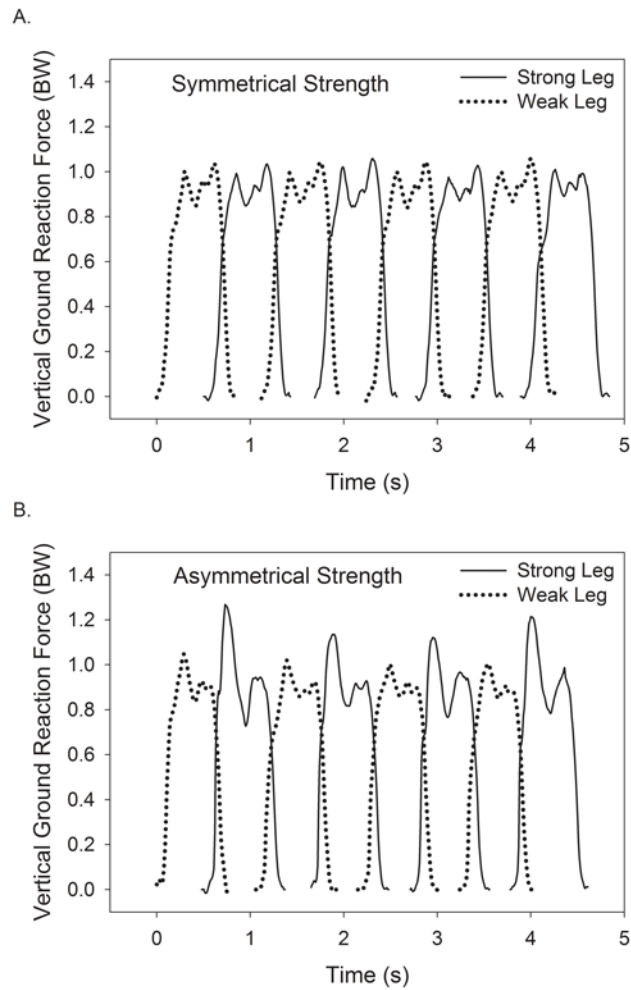 A.
Symmetrical Strength
Strong Leg
Weak Leg
Vertical Ground Reaction Force (BW)
1.4
1.2
1.0
0.8
0.6
0.4
0.2
0.0
0 1 2 3 4 5
Time (s)
B.
Asymmetrical Strength
Strong Leg
Weak Leg
Vertical Ground Reaction Force (BW)
1.4
1.2
1.0
0.8
0.6
0.4
0.2
0.0
0 1 2 3 4 5
Time (s)